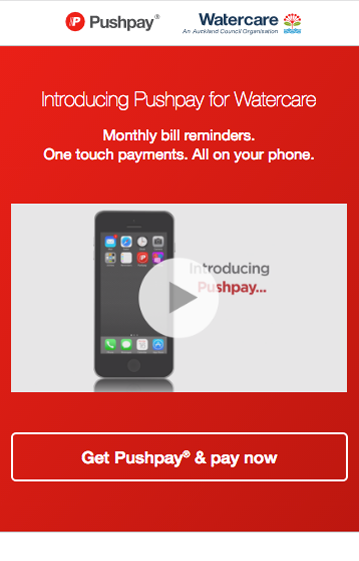 Pushpay®
Watercare
An Auckland Council Organisation
Introducing Pushpay for Watercare
Monthly bill reminders.
One touch payments. All on your phone.
Introducing
Pushpay...
Get Pushpay® & pay now